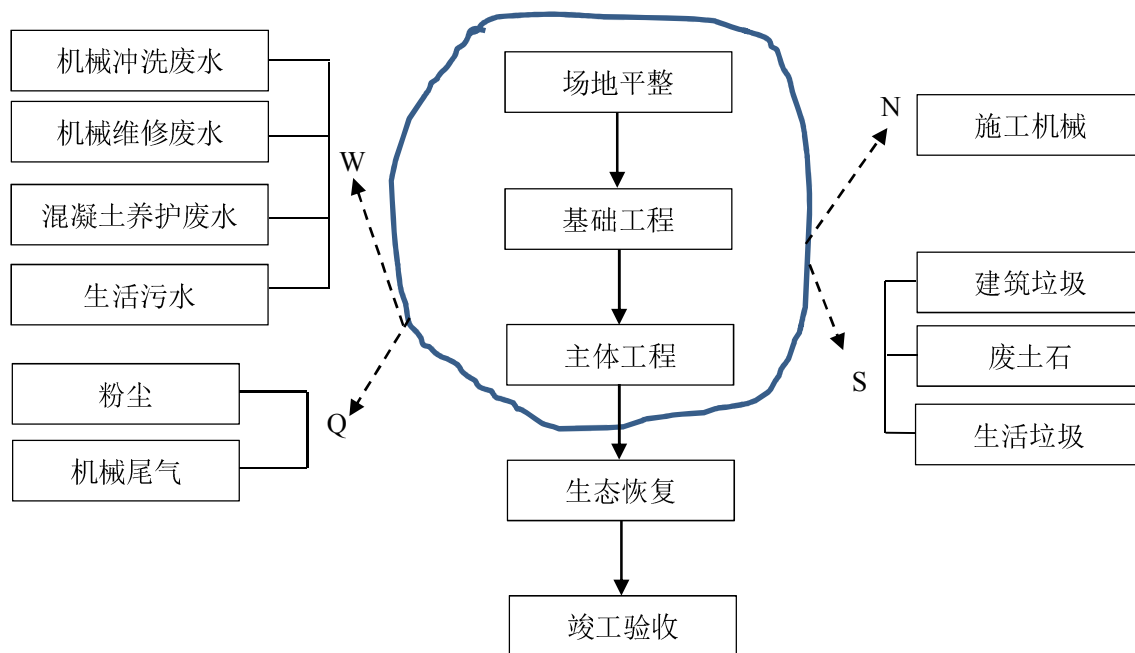 机械冲洗废水
机械维修废水
混凝土养护废水
生活污水
粉尘
机械尾气
W
Q
场地平整
基础工程
主体工程
生态恢复
竣工验收
N
S
施工机械
建筑垃圾
废土石
生活垃圾